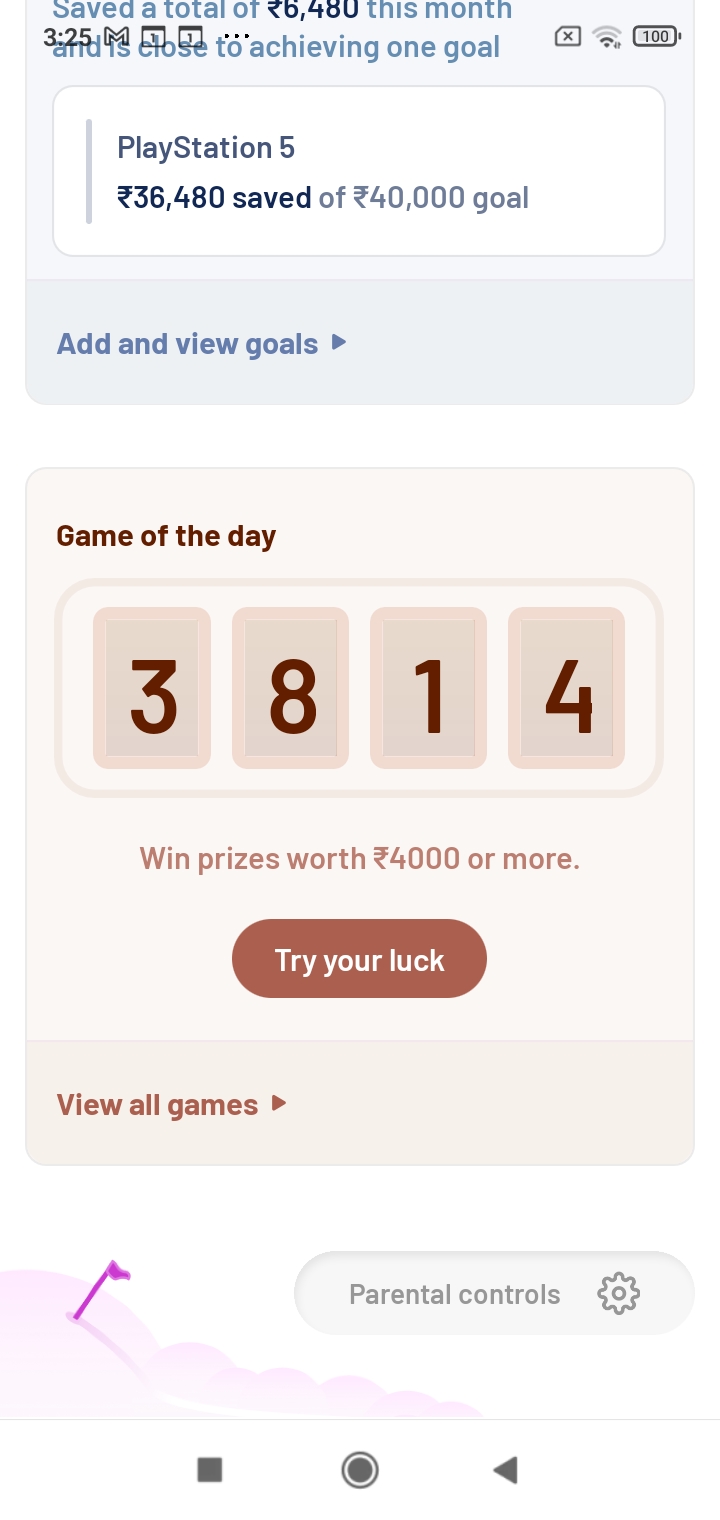 Saved a total of ₹6,480 this month
3:25
100
and is close to achieving one goal
PlayStation 5
₹36,480 saved of ₹40,000 goal
Add and view goals
Game of the day
3 8 1 4
Win prizes worth ₹4000 or more.
Try your luck
View all games
Parental controls